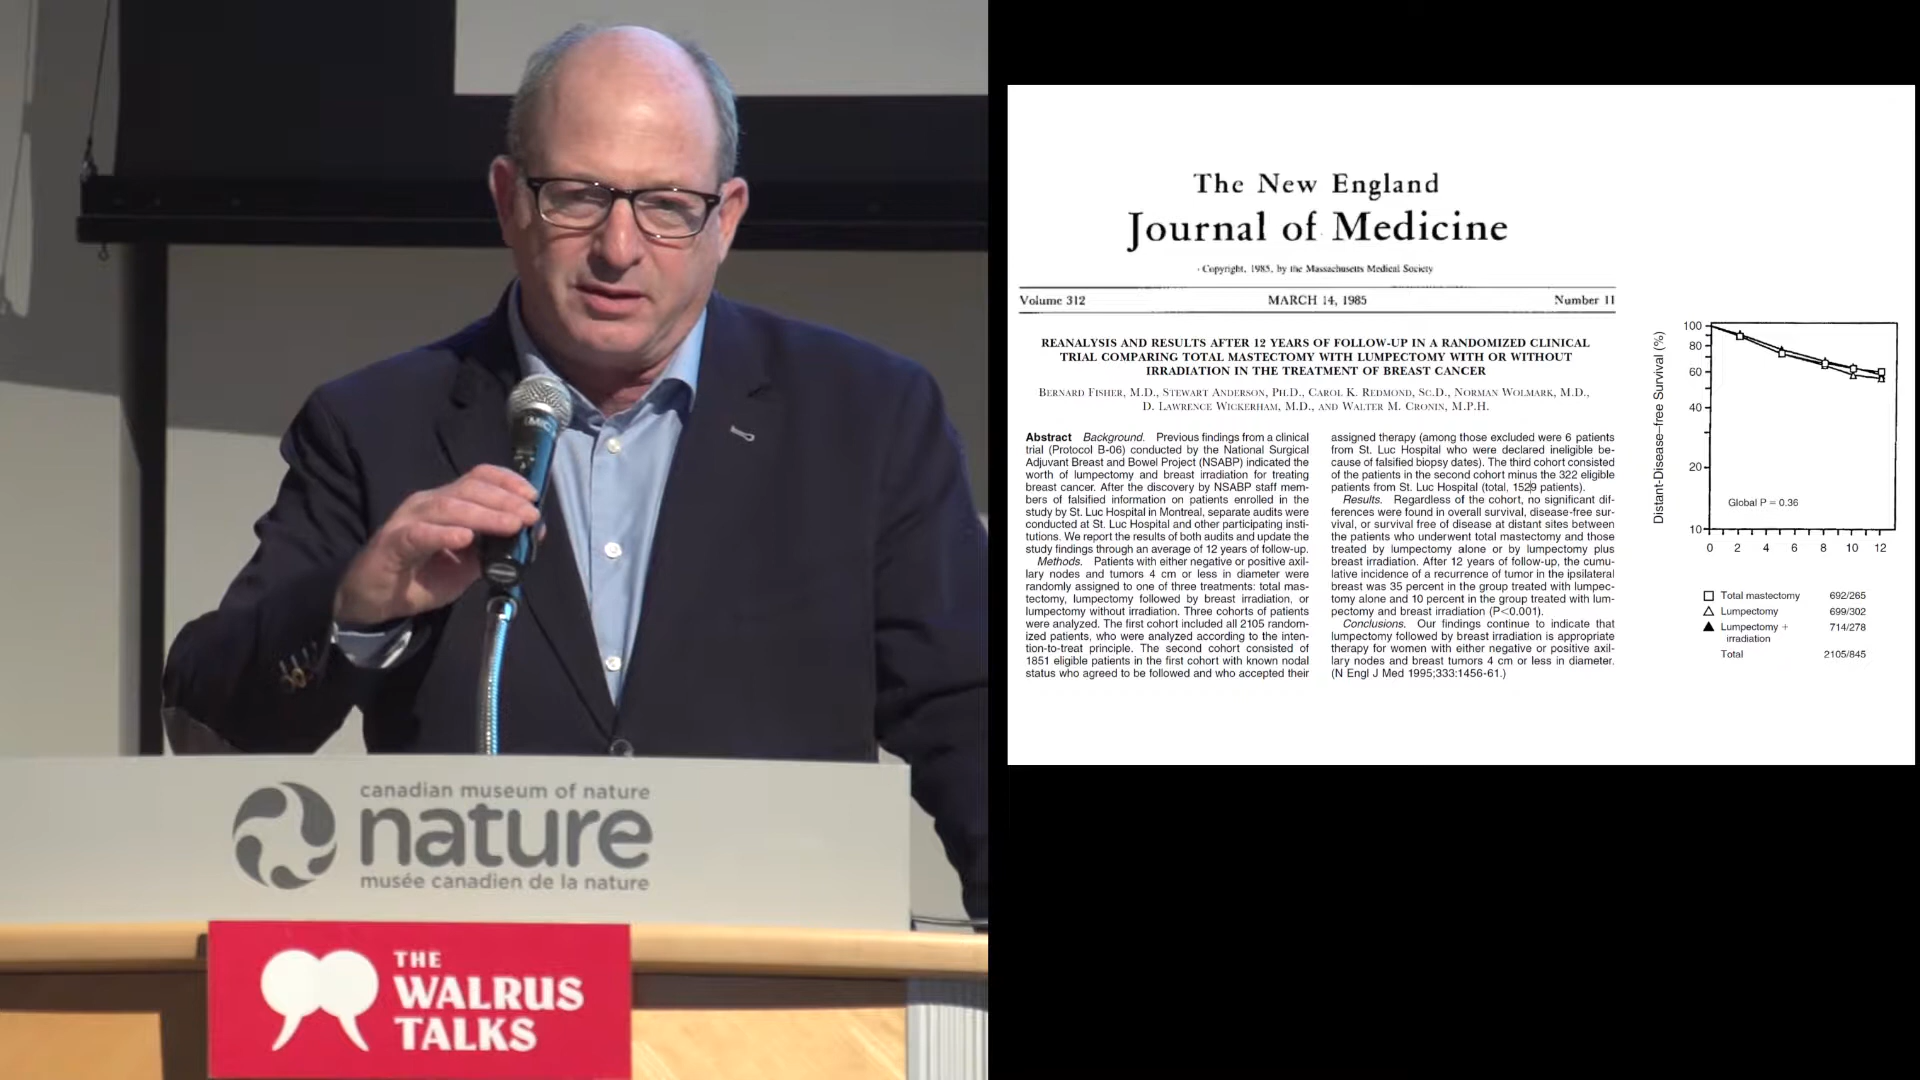 (MIC)
canadian museum of nature
nature
musée canadien de la nature
THE
WALRUS
TALKS
The New England
Journal of Medicine
Copyright, 1985, by the Massachusetts Medical Society
Volume 312 MARCH 14, 1985 Number 11
REANALYSIS AND RESULTS AFTER 12 YEARS OF FOLLOW-UP IN A RANDOMIZED CLINICAL
TRIAL COMPARING TOTAL MASTECTOMY WITH LUMPECTOMY WITH OR WITHOUT
IRRADIATION IN THE TREATMENT OF BREAST CANCER
BERNARD FISHER, M.D., STEWART ANDERSON, PH.D., CAROL K. REDMOND, SC.D., NORMAN WOLMARK, M.D.,
D. LAWRENCE WICKERHAM, M.D., AND WALTER M. CRONIN, M.P.H.
Abstract Background. Previous findings from a clinical
trial (Protocol B-06) conducted by the National Surgical
Adjuvant Breast and Bowel Project (NSABP) indicated the
worth of lumpectomy and breast irradiation for treating
breast cancer. After the discovery by NSABP staff mem-
bers of falsified information on patients enrolled in the
study by St. Luc Hospital in Montreal, separate audits were
conducted at St. Luc Hospital and other participating insti-
tutions. We report the results of both audits and update the
study findings through an average of 12 years of follow-up.
Methods. Patients with either negative or positive axil-
lary nodes and tumors 4 cm or less in diameter were
randomly assigned to one of three treatments: total mas-
tectomy, lumpectomy followed by breast irradiation, or
lumpectomy without irradiation. Three cohorts of patients
were analyzed. The first cohort included all 2105 random-
ized patients, who were analyzed according to the inten-
tion-to-treat principle. The second cohort consisted of
1851 eligible patients in the first cohort with known nodal
status who agreed to be followed and who accepted their
assigned therapy (among those excluded were 6 patients
from St. Luc Hospital who were declared ineligible be-
cause of falsified biopsy dates). The third cohort consisted
of the patients in the second cohort minus the 322 eligible
patients from St. Luc Hospital (total, 1529 patients).
Results. Regardless of the cohort, no significant dif-
ferences were found in overall survival, disease-free sur-
vival, or survival free of disease at distant sites between
the patients who underwent total mastectomy and those
treated by lumpectomy alone or by lumpectomy plus
breast irradiation. After 12 years of follow-up, the cumu-
lative incidence of a recurrence of tumor in the ipsilateral
breast was 35 percent in the group treated with lumpec-
tomy alone and 10 percent in the group treated with lum-
pectomy and breast irradiation (P<0.001).
Conclusions. Our findings continue to indicate that
lumpectomy followed by breast irradiation is appropriate
therapy for women with either negative or positive axil-
lary nodes and breast tumors 4 cm or less in diameter.
(N Engl J Med 1995;333:1456-61.)
Distant-Disease–free Survival (%)
100
80
60
40
20
10
Global P = 0.36
0 2 4 6 8 10 12
Total mastectomy 692/265
Lumpectomy 699/302
Lumpectomy + 714/278
irradiation
Total 2105/845